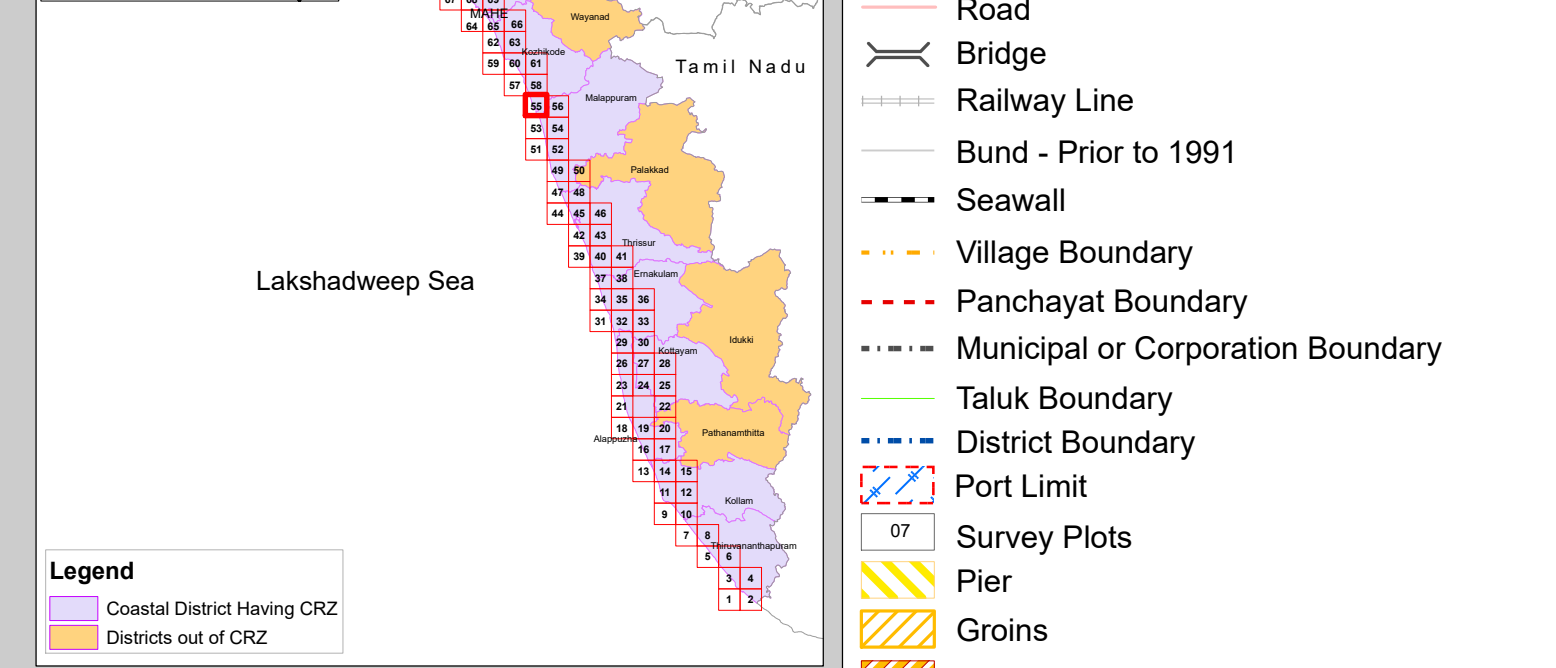 67 68 69
MAHE
Wayanad
64 65 66
62 63
Kozhikode
59 60 61
Tamil Nadu
57 58
Malappuram
55 56
53 54
51 52
49 50
Palakkad
47 48
44 45 46
42 43
Thrissur
39 40 41
Ernakulam
37 38
34 35 36
31 32 33
Idukki
29 30
Kottayam
26 27 28
23 24 25
21 22
18 19 20
Pathanamthitta
Alappuzha
16 17
13 14 15
11 12
Kollam
9 10
7 8
Thiruvananthapuram
5 6
3 4
1 2
Lakshadweep Sea
Legend
Coastal District Having CRZ
Districts out of CRZ
Road
Bridge
Railway Line
Bund - Prior to 1991
Seawall
Village Boundary
Panchayat Boundary
Municipal or Corporation Boundary
Taluk Boundary
District Boundary
Port Limit
07 Survey Plots
Pier
Groins